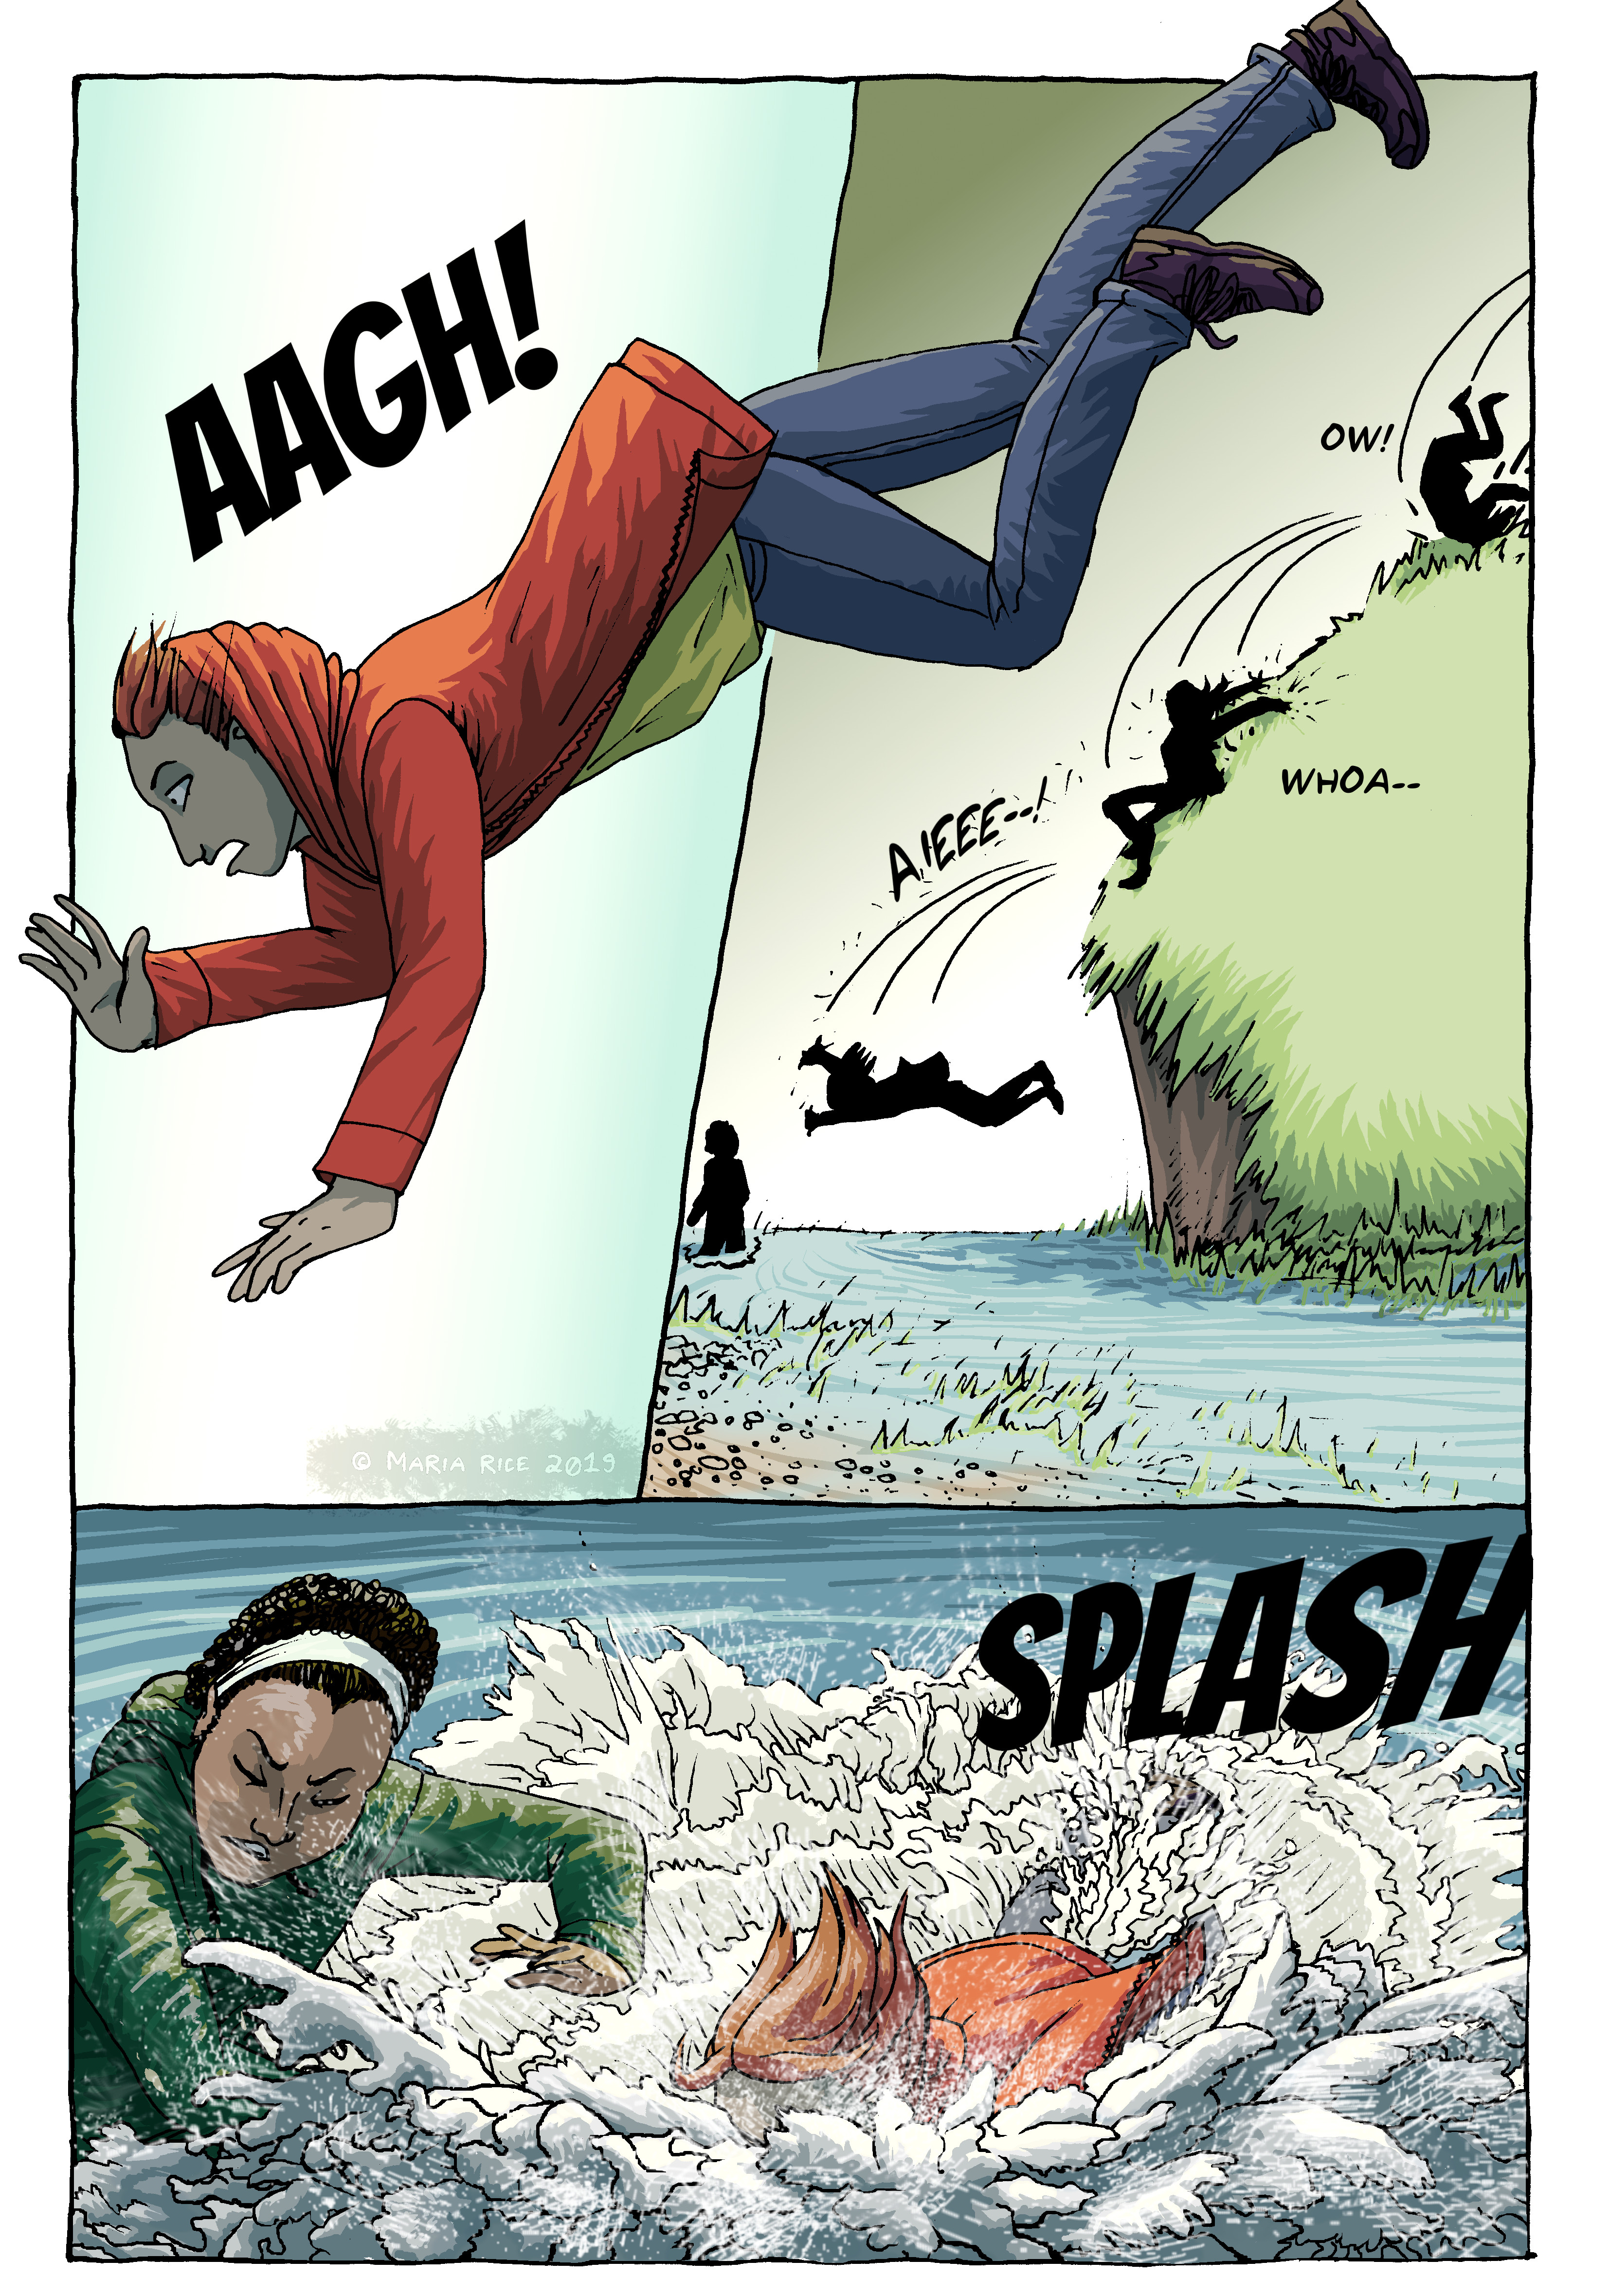 AAGH!
OW!
WHOA--
AIEEE--!
© MARIA RICE 2019
SPLASH